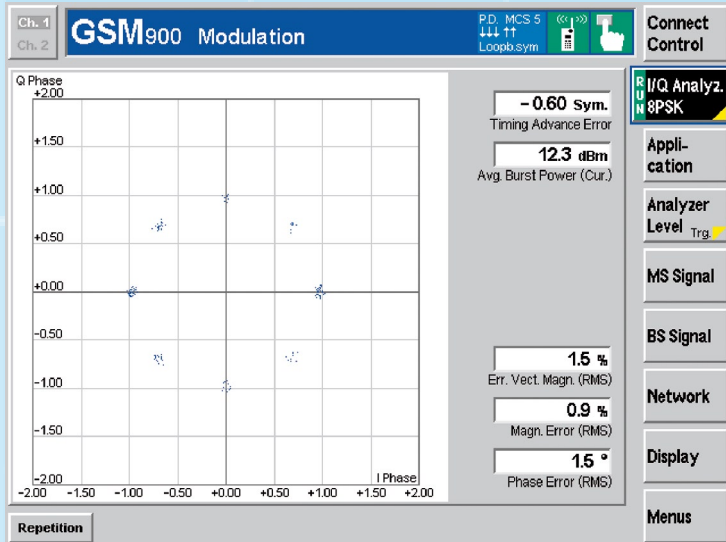 Ch. 1
Ch. 2
GSM900 Modulation
P.D. MCS 5
↓↓↓ ↑↑
Loopb.sym
Connect
Control
RUN
I/Q Analyz.
8PSK
Appli-
cation
Analyzer
Level Trg.
MS Signal
BS Signal
Network
Display
Menus
Q Phase
+2.00
+1.50
+1.00
+0.50
+0.00
-0.50
-1.00
-1.50
-2.00
I Phase
-2.00 -1.50 -1.00 -0.50 +0.00 +0.50 +1.00 +1.50 +2.00
-0.60 Sym.
Timing Advance Error
12.3 dBm
Avg. Burst Power (Cur.)
1.5 %
Err. Vect. Magn. (RMS)
0.9 %
Magn. Error (RMS)
1.5 °
Phase Error (RMS)
Repetition